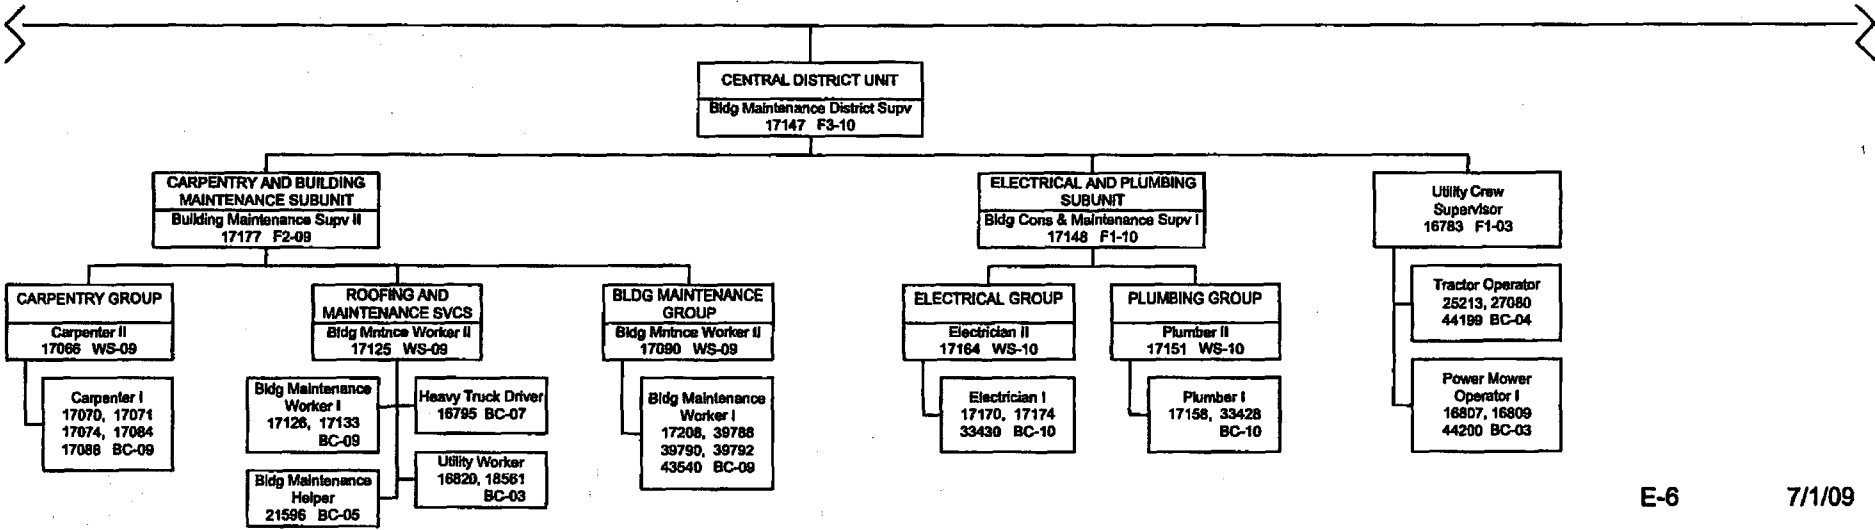 CENTRAL DISTRICT UNIT
Bldg Maintenance District Supv
17147 F3-10
CARPENTRY AND BUILDING
MAINTENANCE SUBUNIT
Building Maintenance Supv II
17177 F2-09
ELECTRICAL AND PLUMBING
SUBUNIT
Bldg Cons & Maintenance Supv I
17148 F1-10
Utility Crew
Supervisor
16783 F1-03
CARPENTRY GROUP
Carpenter II
17066 WS-09
ROOFING AND
MAINTENANCE SVCS
Bldg Mntnce Worker II
17125 WS-09
BLDG MAINTENANCE
GROUP
Bldg Mntnce Worker II
17090 WS-09
ELECTRICAL GROUP
Electrician II
17164 WS-10
PLUMBING GROUP
Plumber II
17151 WS-10
Tractor Operator
25213, 27080
44199 BC-04
Carpenter I
17070, 17071
17074, 17084
17088 BC-09
Bldg Maintenance
Worker I
17126, 17133
BC-09
Heavy Truck Driver
16795 BC-07
Bldg Maintenance
Helper
21596 BC-05
Utility Worker
16820, 18561
BC-03
Bldg Maintenance
Worker I
17208, 39788
39790, 39792
43540 BC-09
Electrician I
17170, 17174
33430 BC-10
Plumber I
17158, 33428
BC-10
Power Mower
Operator I
16807, 16809
44200 BC-03
E-6
7/1/09